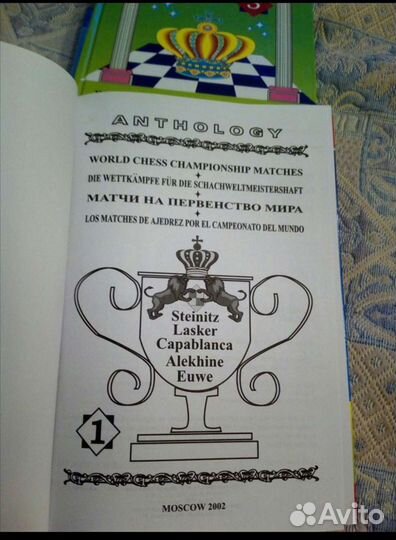 3
ANTHOLOGY
WORLD CHESS CHAMPIONSHIP MATCHES
DIE WETTKÄMPFE FÜR DIE SCHACHWELTMEISTERSHAFT
МАТЧИ НА ПЕРВЕНСТВО МИРА
LOS MATCHES DE AJEDREZ POR EL CAMPEONATO DEL MUNDO
Steinitz
Lasker
Capablanca
Alekhine
Euwe
1
MOSCOW 2002
Avito